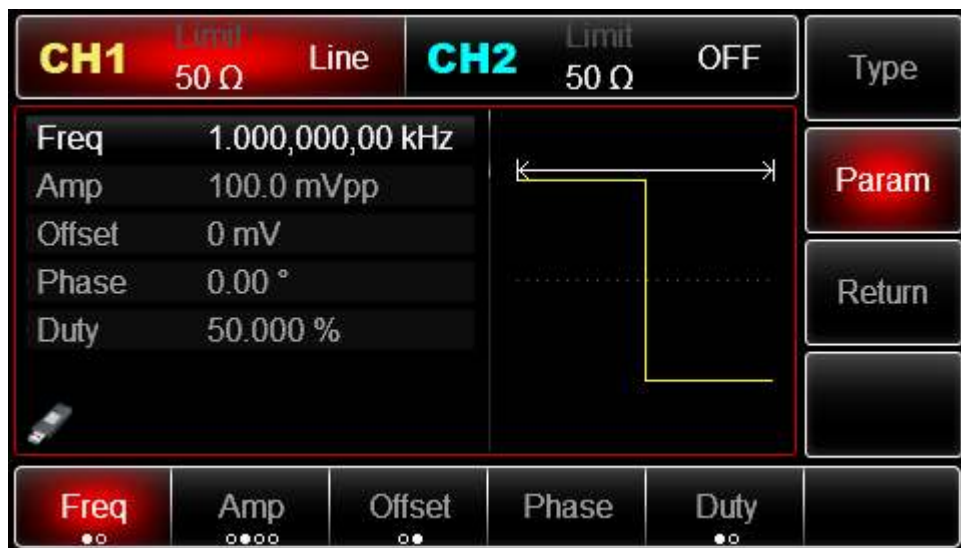 CH1 Limit 50 Ω Line
CH2 Limit 50 Ω OFF
Type
Freq 1.000,000,00 kHz
Amp 100.0 mVpp
Offset 0 mV
Phase 0.00 °
Duty 50.000 %
Param
Return
Freq Amp Offset Phase Duty